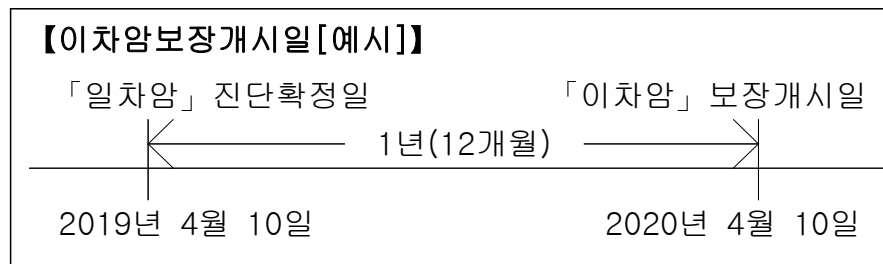 【이차암보장개시일[예시]】
「일차암」 진단확정일 「이차암」 보장개시일
1년(12개월)
2019년 4월 10일 2020년 4월 10일